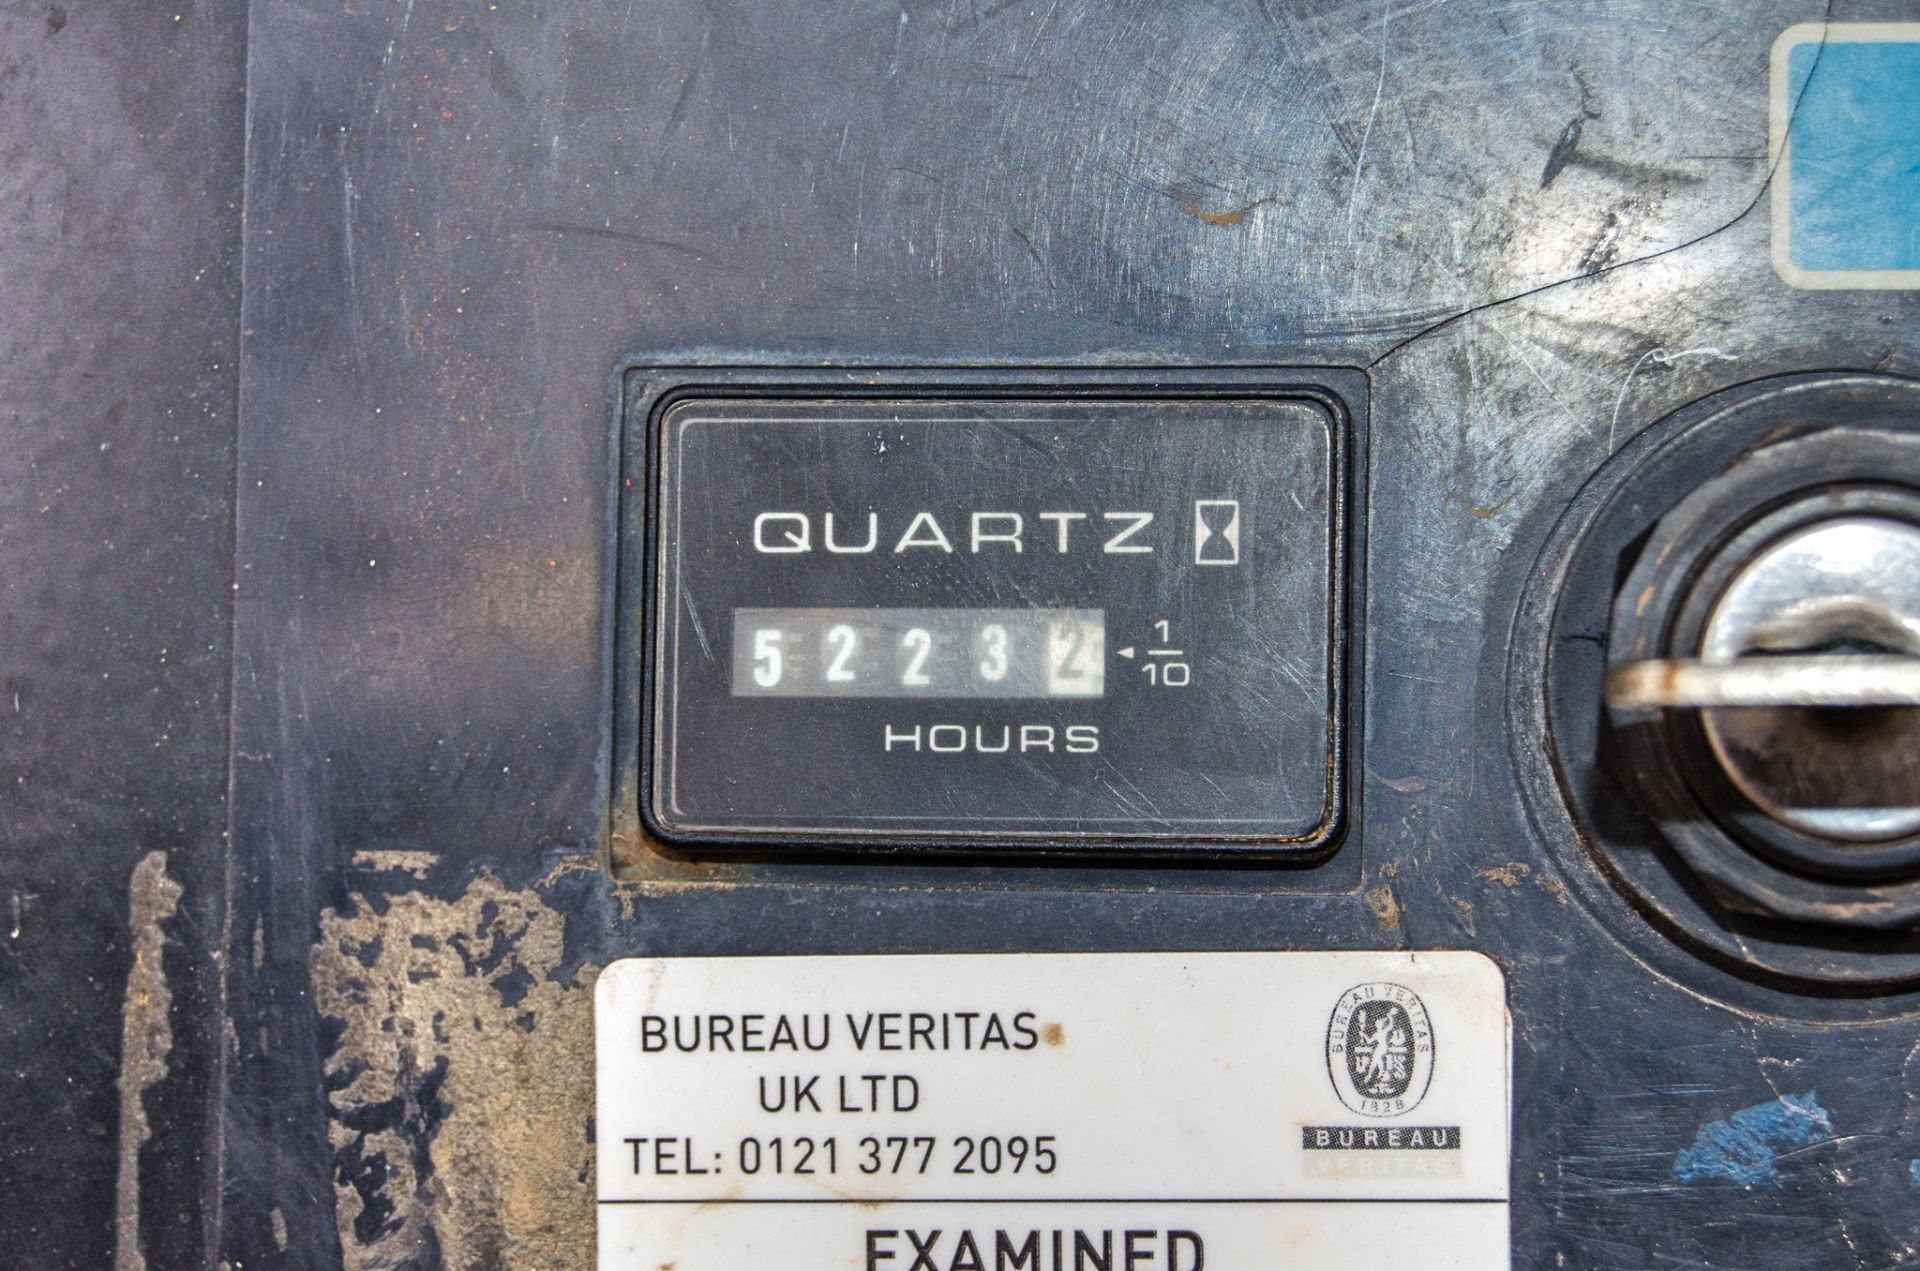 QUARTZ
52232 1/10
HOURS
BUREAU VERITAS
UK LTD
TEL: 0121 377 2095
BUREAU VERITAS
1828
BUREAU
VERITAS
EXAMINED